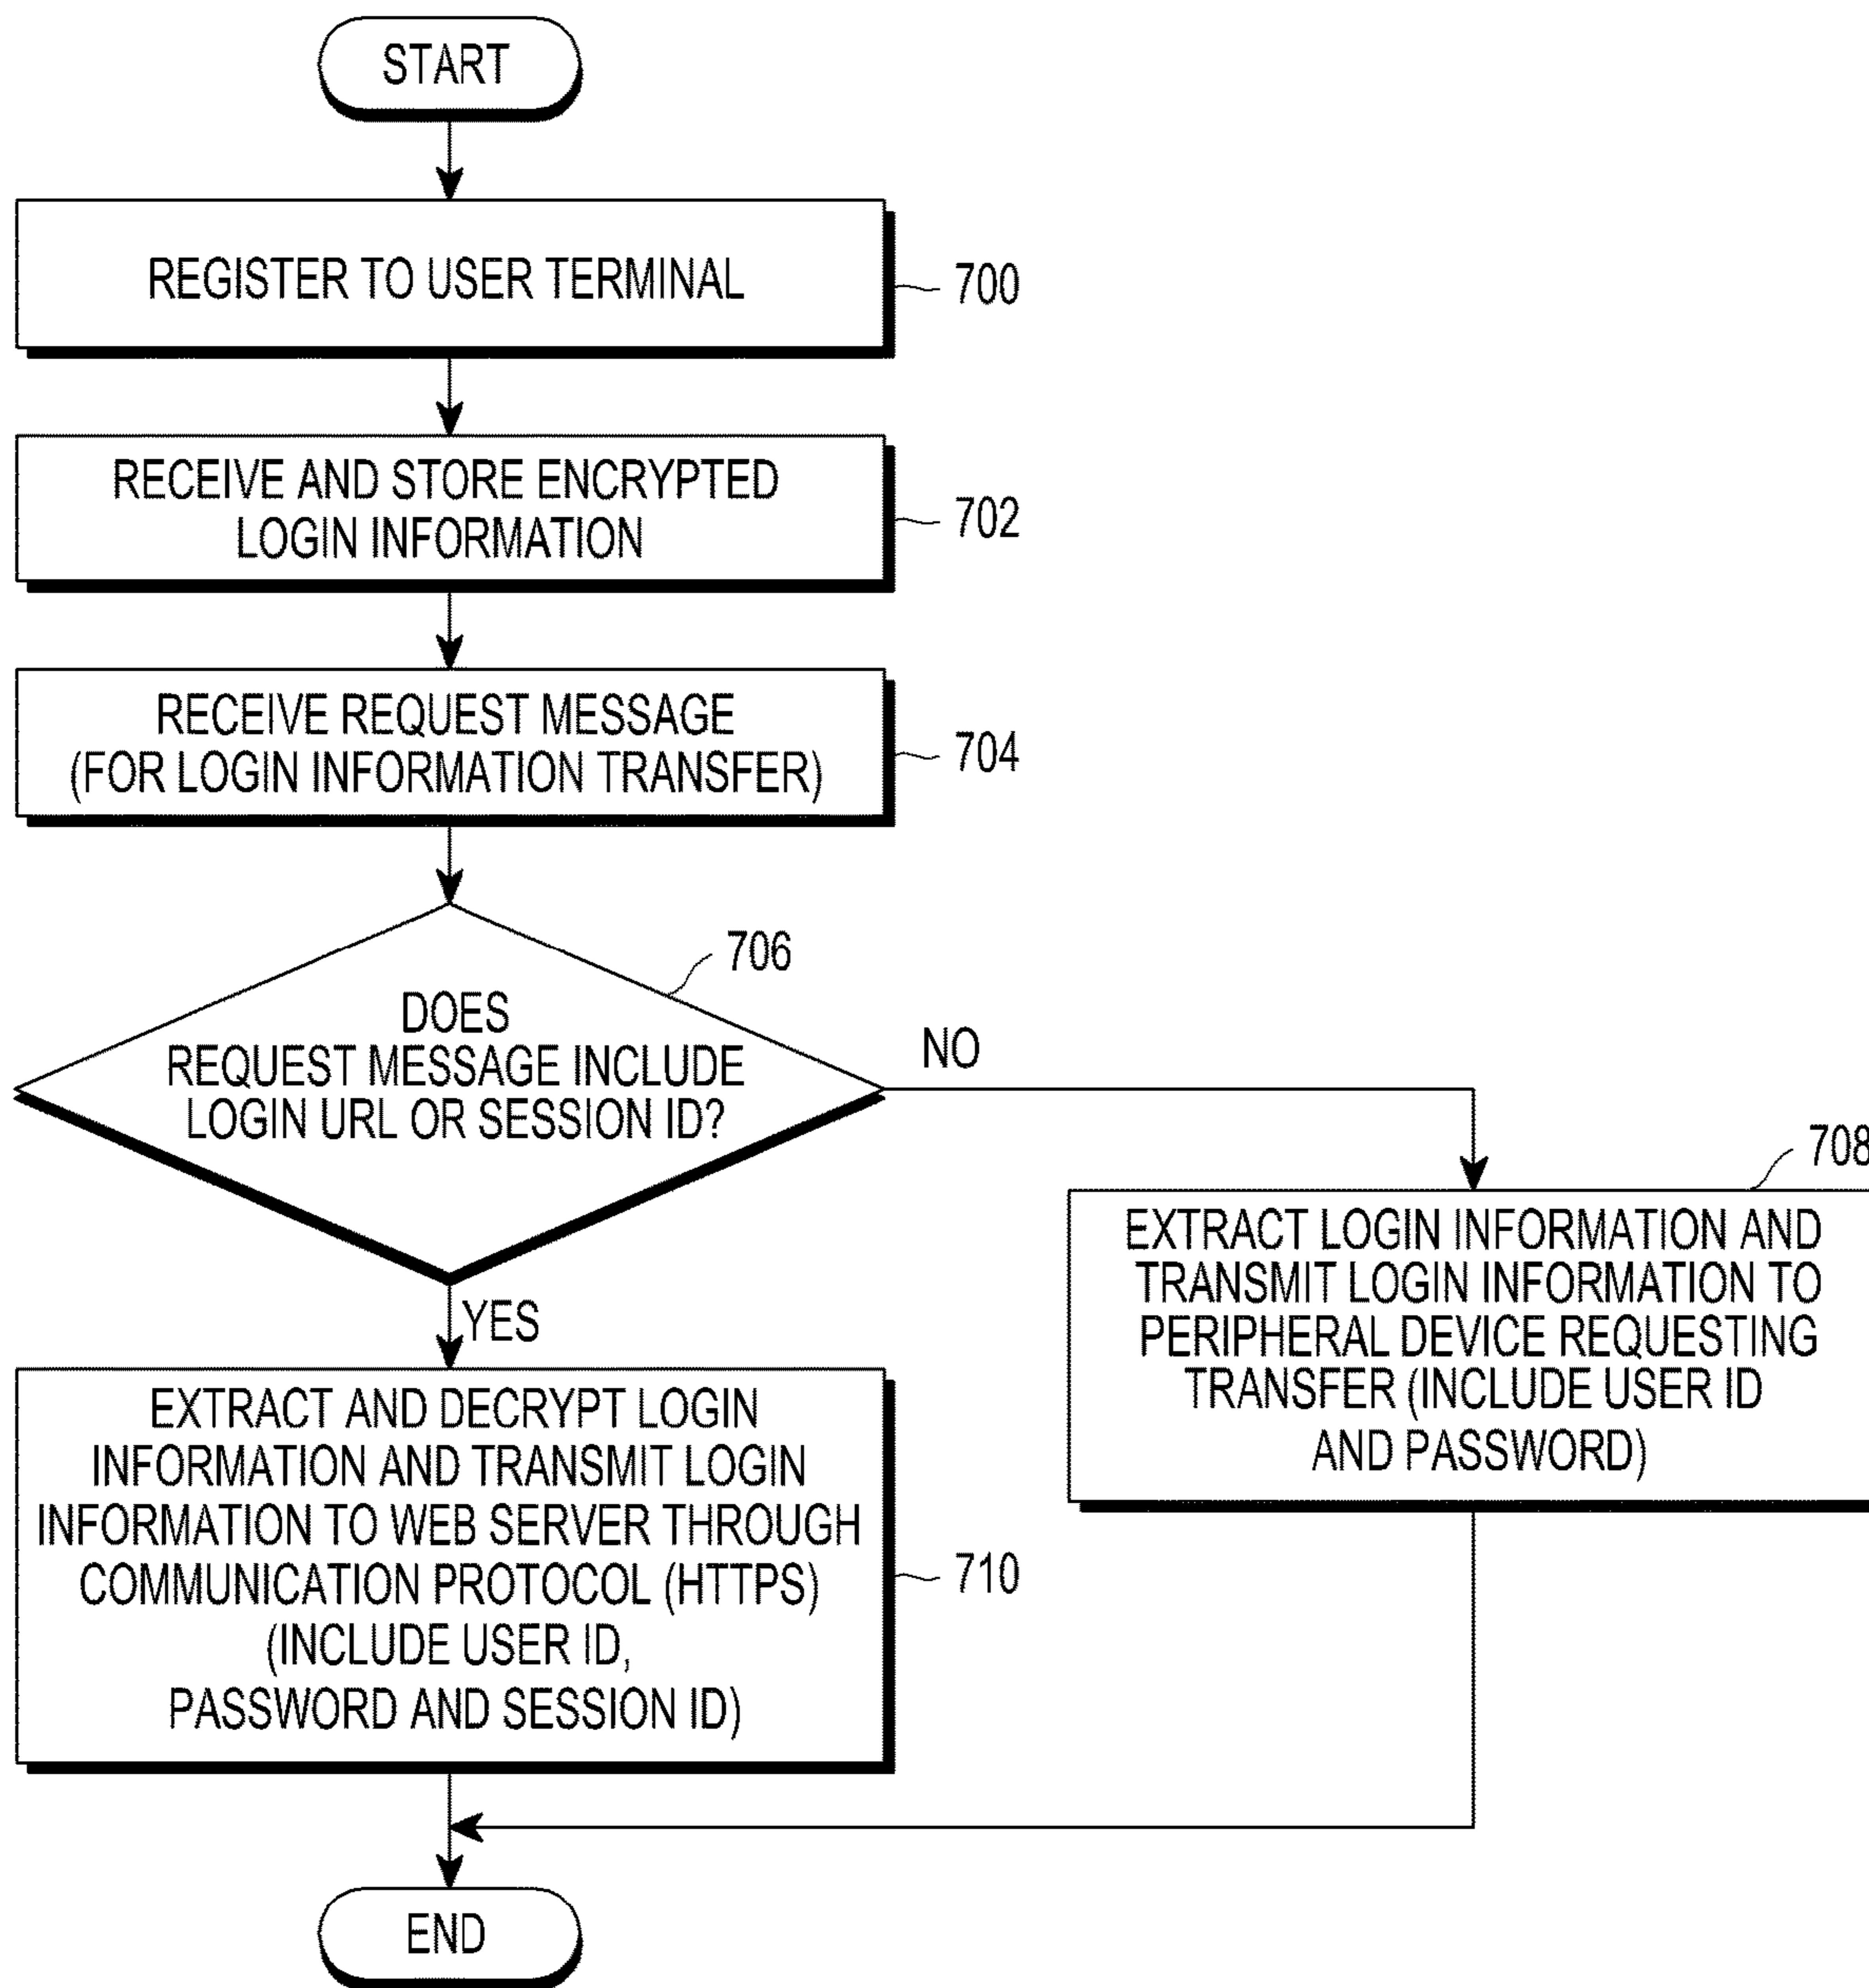 START
REGISTER TO USER TERMINAL
700
RECEIVE AND STORE ENCRYPTED
LOGIN INFORMATION
702
RECEIVE REQUEST MESSAGE
(FOR LOGIN INFORMATION TRANSFER)
704
706
DOES
REQUEST MESSAGE INCLUDE
LOGIN URL OR SESSION ID?
NO
YES
708
EXTRACT LOGIN INFORMATION AND
TRANSMIT LOGIN INFORMATION TO
PERIPHERAL DEVICE REQUESTING
TRANSFER (INCLUDE USER ID
AND PASSWORD)
EXTRACT AND DECRYPT LOGIN
INFORMATION AND TRANSMIT LOGIN
INFORMATION TO WEB SERVER THROUGH
COMMUNICATION PROTOCOL (HTTPS)
(INCLUDE USER ID,
PASSWORD AND SESSION ID)
710
END